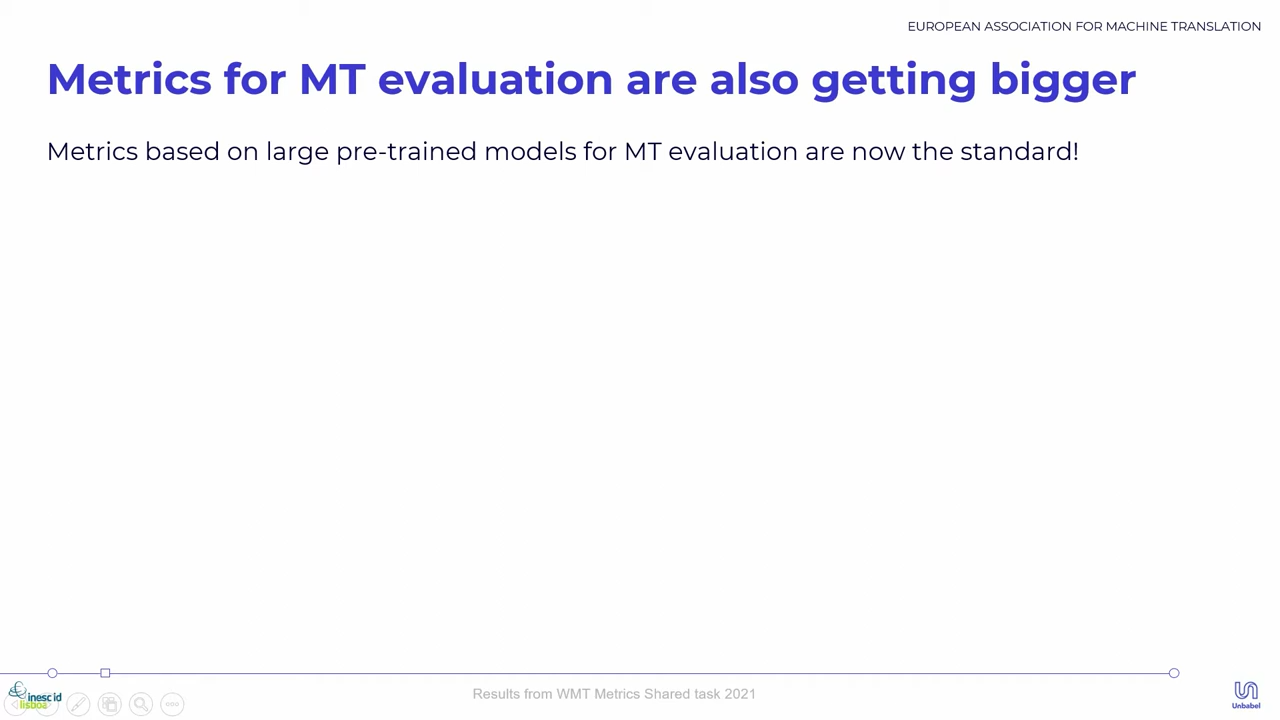 EUROPEAN ASSOCIATION FOR MACHINE TRANSLATION
Metrics for MT evaluation are also getting bigger
Metrics based on large pre-trained models for MT evaluation are now the standard!
inesc id
lisboa
Results from WMT Metrics Shared task 2021
Unbabel